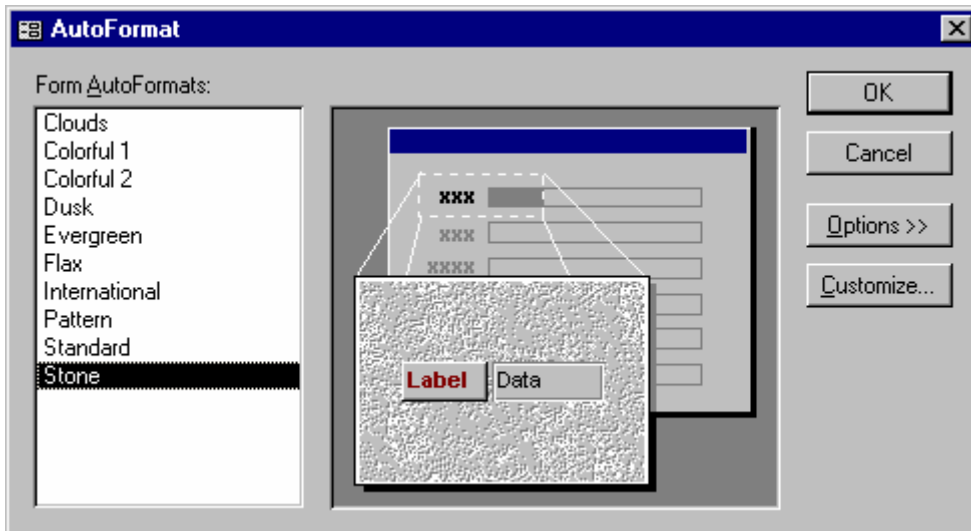 AutoFormat
Form AutoFormats:
Clouds
Colorful 1
Colorful 2
Dusk
Evergreen
Flax
International
Pattern
Standard
Stone
xxx
xxx
xxxx
Label Data
OK
Cancel
Options >>
Customize...